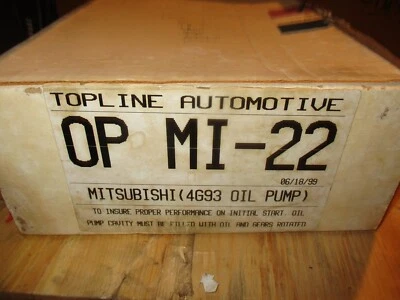 TOPLINE AUTOMOTIVE
OP MI-22
06/18/99
MITSUBISHI(4G93 OIL PUMP)
TO INSURE PROPER PERFORMANCE ON INITIAL START. OIL
PUMP CAVITY MUST BE FILLED WITH OIL AND GEARS ROTATED.